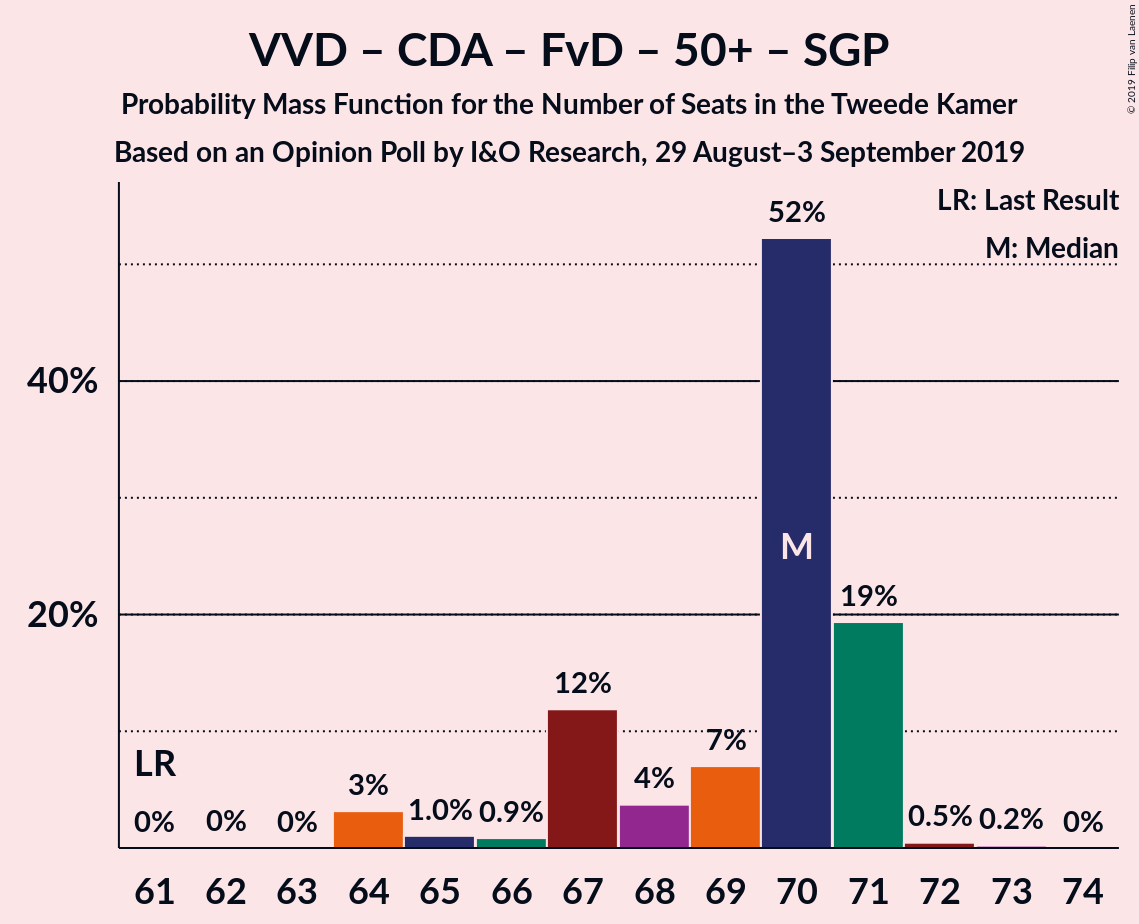 VVD – CDA – FvD – 50+ – SGP
Probability Mass Function for the Number of Seats in the Tweede Kamer
Based on an Opinion Poll by I&O Research, 29 August–3 September 2019
© 2019 Filip van Laenen
LR: Last Result
M: Median
52%
40%
M
20%
19%
12%
7%
LR
3%
4%
1.0%
0.9%
0.5%
0.2%
0%
0%
0%
0%
61 62 63 64 65 66 67 68 69 70 71 72 73 74